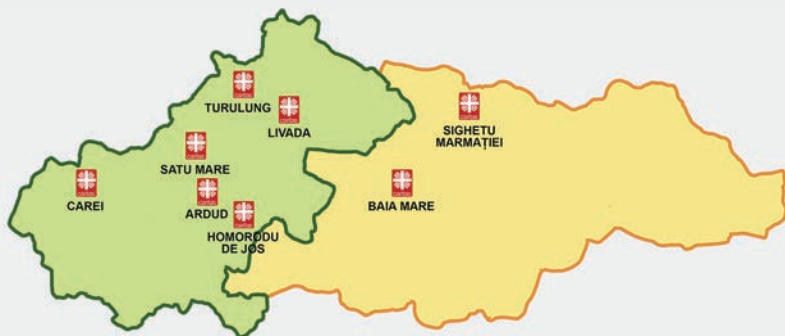 TURULUNG
LIVADA
SIGHETU
MARMAȚIEI
SATU MARE
CAREI
ARDUD
BAIA MARE
HOMORODU
DE JOS